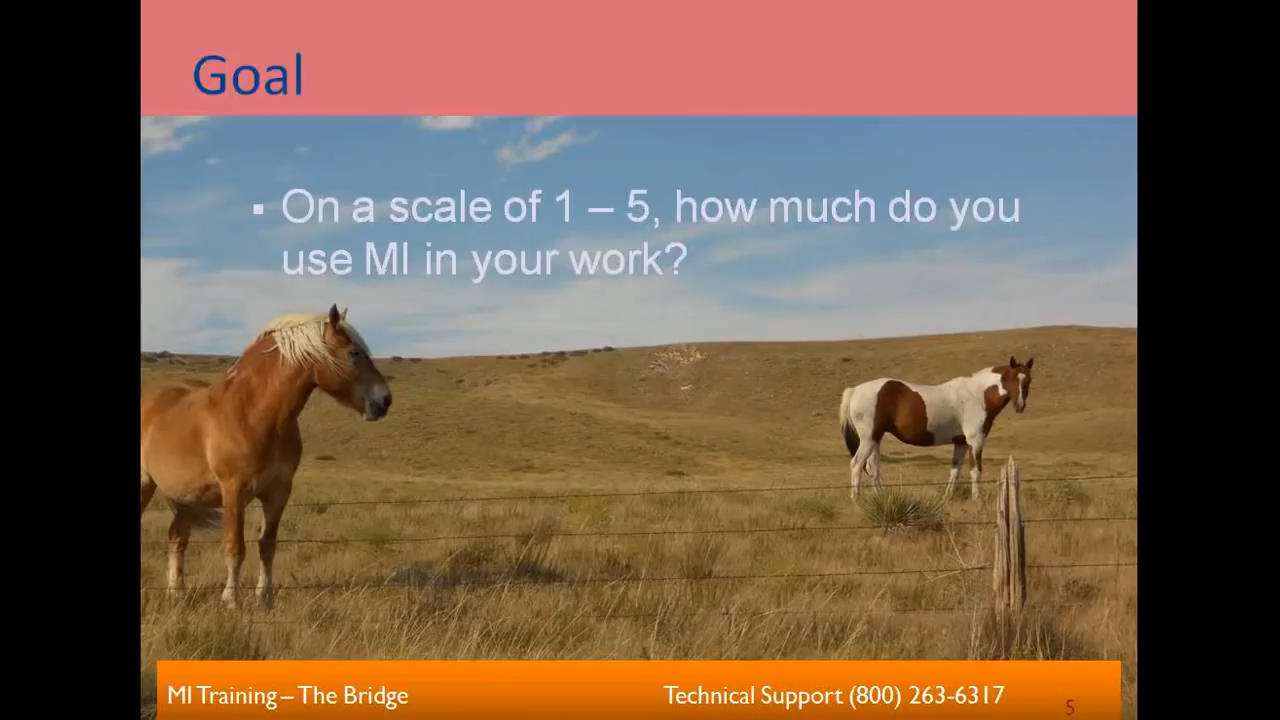 Goal
▪ On a scale of 1 – 5, how much do you
use MI in your work?
MI Training – The Bridge
Technical Support (800) 263-6317
5